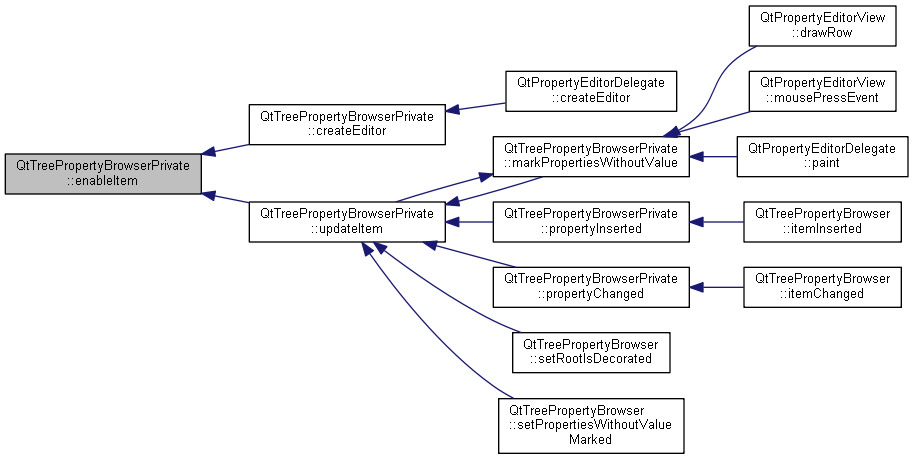 QtPropertyEditorView
::drawRow
QtPropertyEditorDelegate
::createEditor
QtPropertyEditorView
::mousePressEvent
QtTreePropertyBrowserPrivate
::createEditor
QtTreePropertyBrowserPrivate
::markPropertiesWithoutValue
QtPropertyEditorDelegate
::paint
QtTreePropertyBrowserPrivate
::enableItem
QtTreePropertyBrowserPrivate
::updateItem
QtTreePropertyBrowserPrivate
::propertyInserted
QtTreePropertyBrowser
::itemInserted
QtTreePropertyBrowserPrivate
::propertyChanged
QtTreePropertyBrowser
::itemChanged
QtTreePropertyBrowser
::setRootIsDecorated
QtTreePropertyBrowser
::setPropertiesWithoutValue
Marked